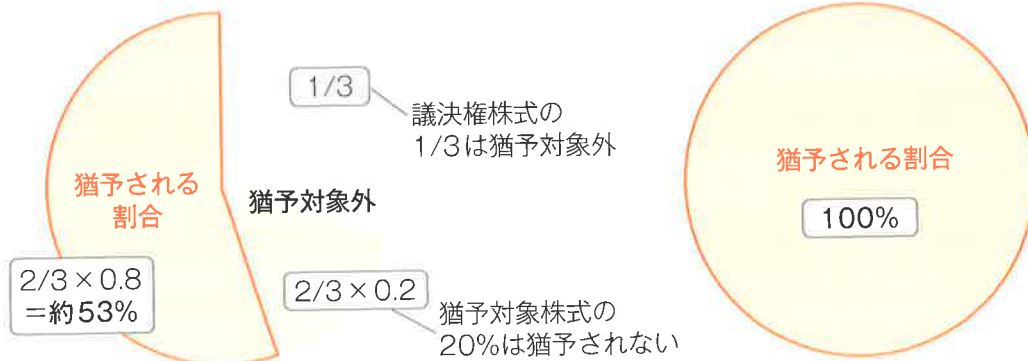 1/3
議決権株式の
1/3は猶予対象外
猶予される
割合
猶予対象外
2/3×0.8
＝約53%
2/3×0.2
猶予対象株式の
20%は猶予されない
猶予される割合
100%